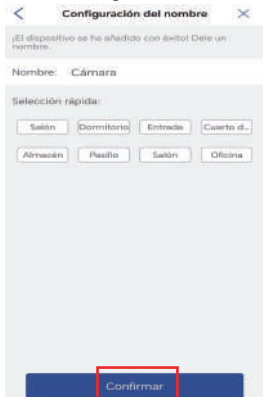 Configuración del nombre
¡El dispositivo se ha añadido con éxito! Dele un
nombre.
Nombre: Cámara
Selección rápida:
Salón Dormitorio Entrada Cuarto d...
Almacén Pasillo Salón Oficina
Confirmar